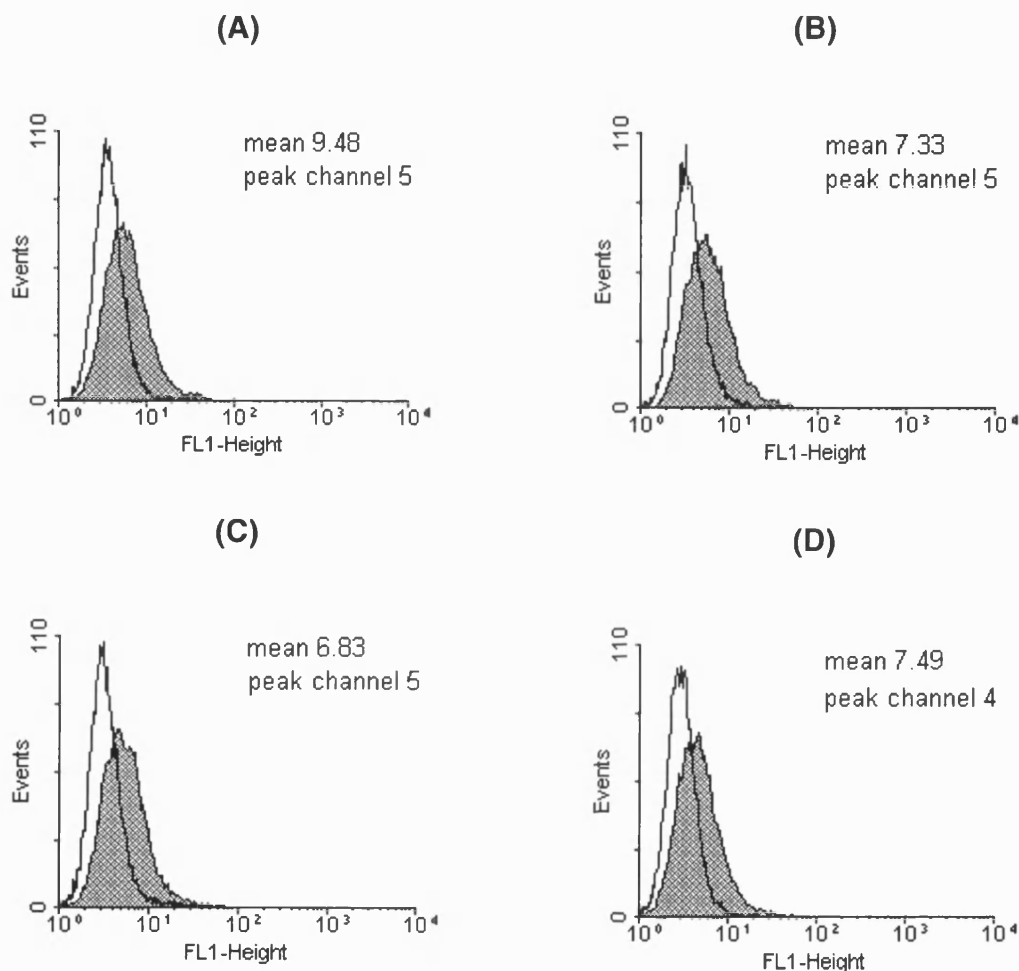 (A)
mean 9.48
peak channel 5
110
Events
0
10⁰ 10¹ 10² 10³ 10⁴
FL1-Height
(B)
mean 7.33
peak channel 5
110
Events
0
10⁰ 10¹ 10² 10³ 10⁴
FL1-Height
(C)
mean 6.83
peak channel 5
110
Events
0
10⁰ 10¹ 10² 10³ 10⁴
FL1-Height
(D)
mean 7.49
peak channel 4
110
Events
0
10⁰ 10¹ 10² 10³ 10⁴
FL1-Height